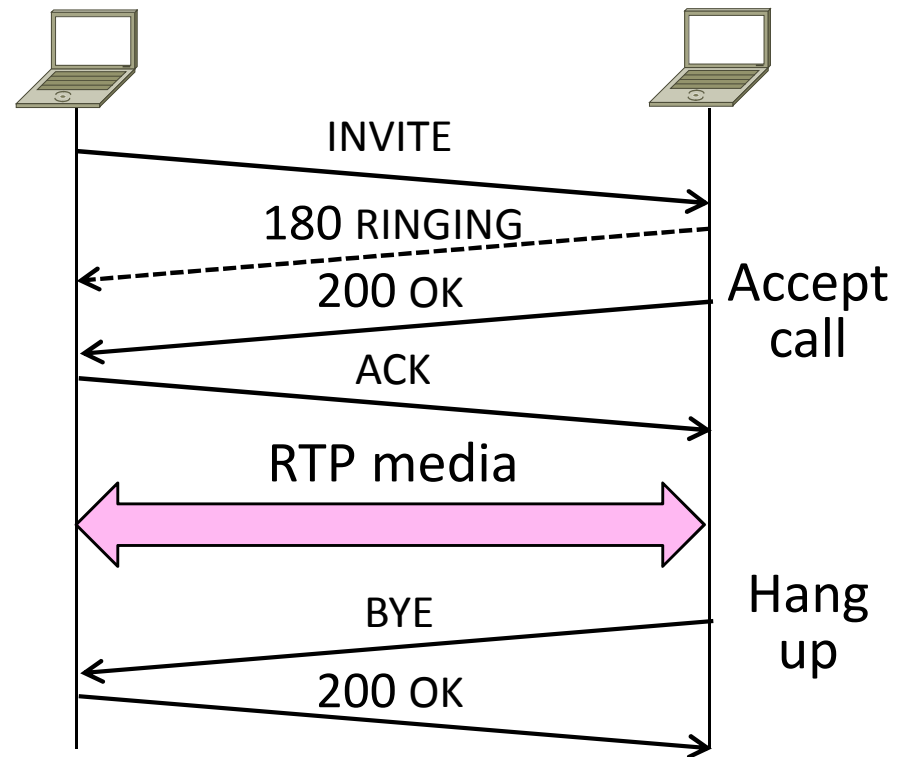 INVITE
180 RINGING
200 OK
Accept
call
ACK
RTP media
Hang
up
BYE
200 OK